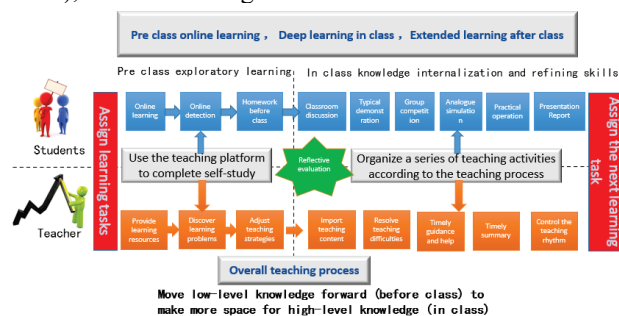 Pre class online learning , Deep learning in class , Extended learning after class
Pre class exploratory learning
In class knowledge internalization and refining skills
Assign learning tasks
Students
Online
learning
Online
detection
Homework
before
class
Classroom
discussion
Typical
demonst
ration
Group
competit
ion
Analogue
simulatio
n
Practical
operation
Presentation
Report
Assign the next learning
task
Use the teaching platform
to complete self-study
Reflective
evaluation
Organize a series of teaching activities
according to the teaching process
Teacher
Provide
learning
resources
Discover
learning
problems
Adjust
teaching
strategies
Import
teaching
content
Resolve
teaching
difficulties
Timely
guidance
and help
Timely
summary
Control the
teaching
rhythm
Overall teaching process
Move low-level knowledge forward (before class) to
make more space for high-level knowledge (in class)